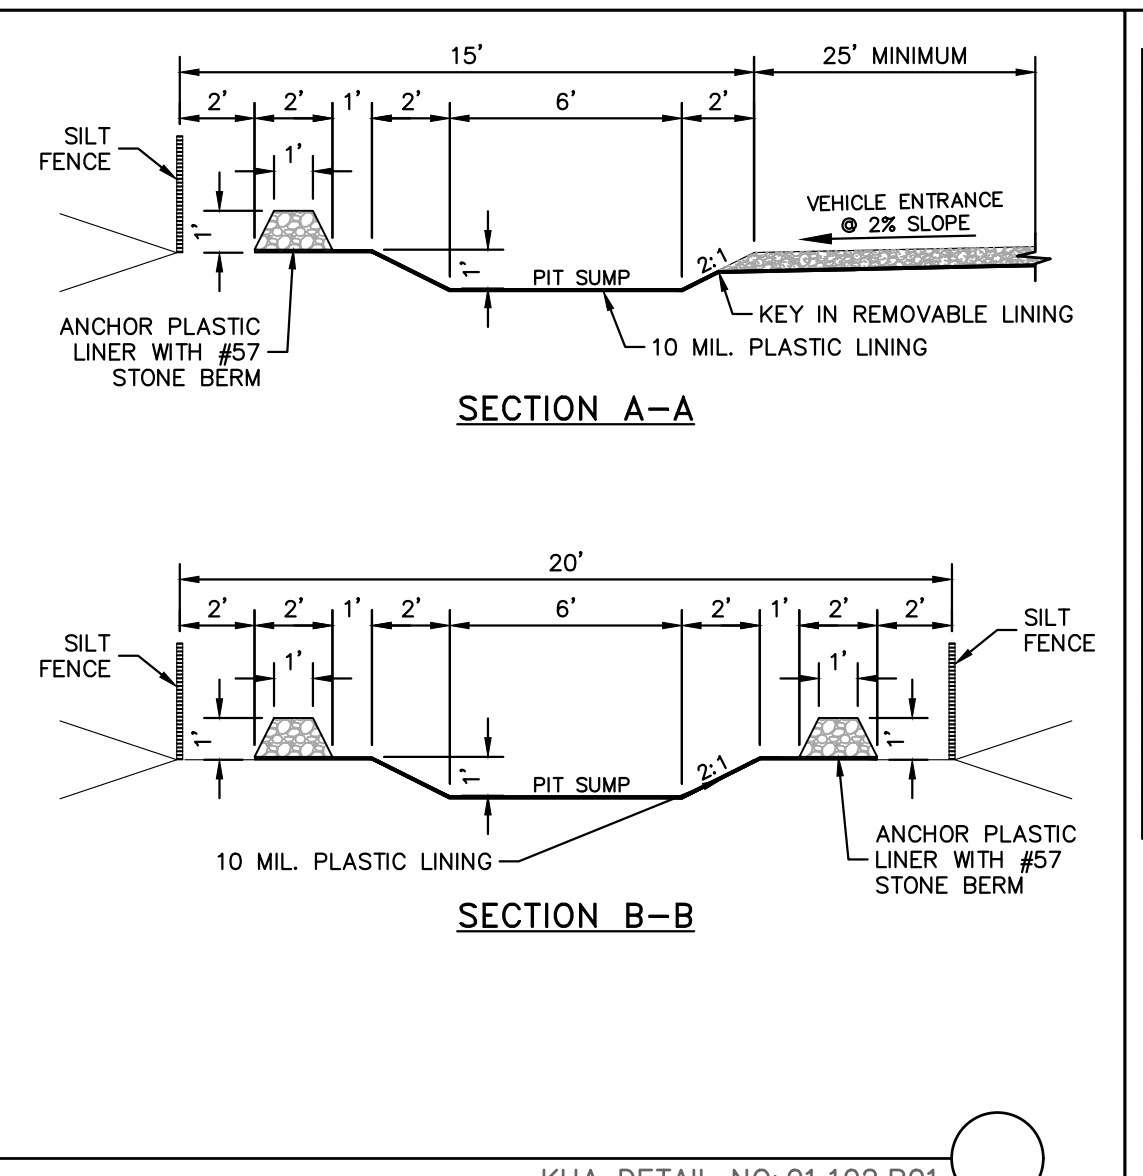 15'
25' MINIMUM
2'
2'
1'
2'
6'
2'
SILT
FENCE
1'
1'
VEHICLE ENTRANCE
@ 2% SLOPE
1'
PIT SUMP
2:1
KEY IN REMOVABLE LINING
10 MIL. PLASTIC LINING
ANCHOR PLASTIC
LINER WITH #57
STONE BERM
SECTION A-A
20'
2'
2'
1'
2'
6'
2'
1'
2'
2'
SILT
FENCE
SILT
FENCE
1'
1'
1'
1'
1'
PIT SUMP
2:1
10 MIL. PLASTIC LINING
ANCHOR PLASTIC
LINER WITH #57
STONE BERM
SECTION B-B